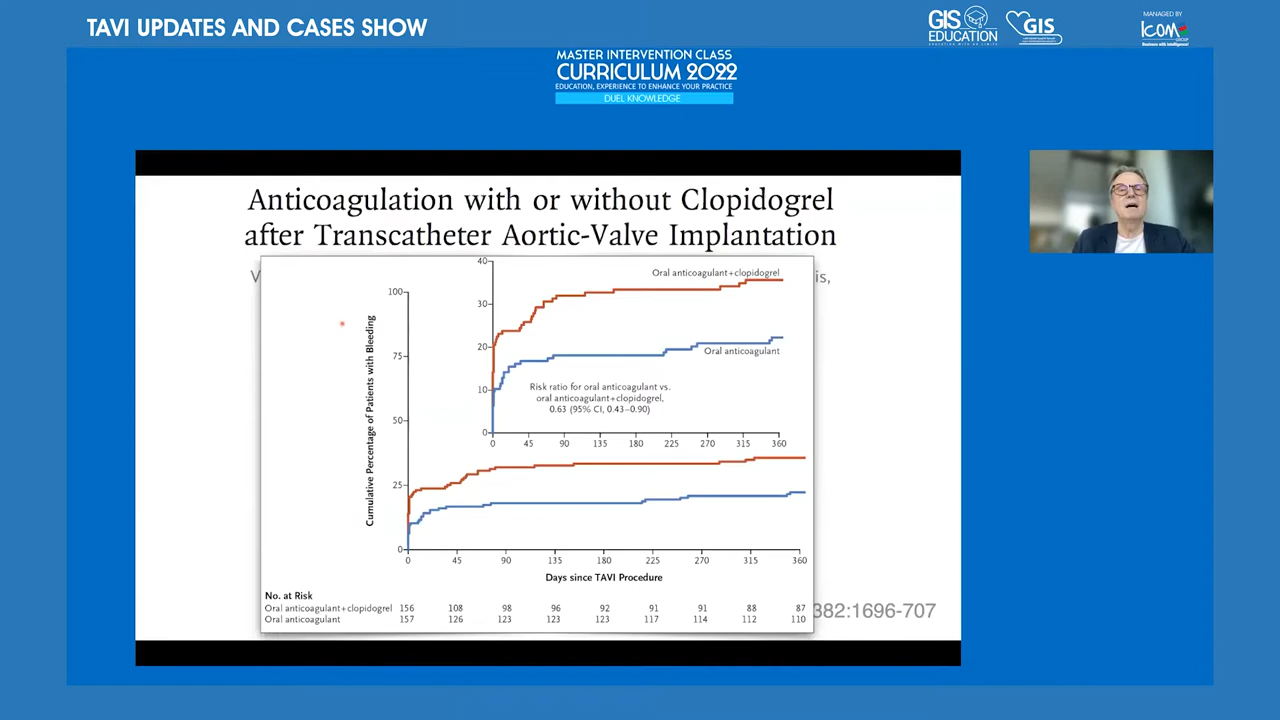 TAVI UPDATES AND CASES SHOW
GIS
EDUCATION
GIS
MANAGED BY
ICOM
GROUP
Business with intelligence!
MASTER INTERVENTION CLASS
CURRICULUM 2022
EDUCATION, EXPERIENCE TO ENHANCE YOUR PRACTICE
DUEL KNOWLEDGE
Anticoagulation with or without Clopidogrel
after Transcatheter Aortic-Valve Implantation
V
is,
Cumulative Percentage of Patients with Bleeding
100
75
50
25
0
40
30
20
10
0
Oral anticoagulant+clopidogrel
Oral anticoagulant
Risk ratio for oral anticoagulant vs.
oral anticoagulant+clopidogrel,
0.63 (95% CI, 0.43–0.90)
0 45 90 135 180 225 270 315 360
0 45 90 135 180 225 270 315 360
Days since TAVI Procedure
No. at Risk
Oral anticoagulant+clopidogrel 156 108 98 96 92 91 91 88 87
Oral anticoagulant 157 126 123 123 123 117 114 112 110
382:1696-707